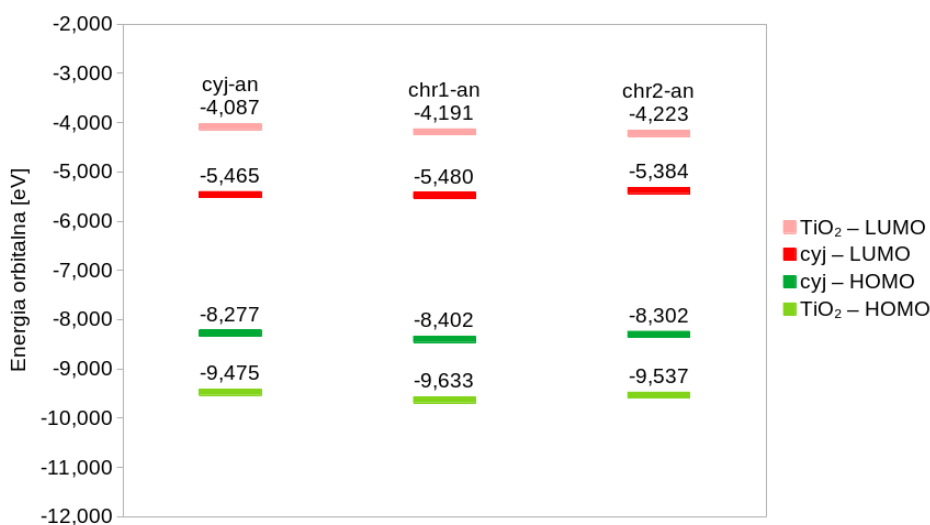 -2,000
-3,000
-4,000
-5,000
-6,000
-7,000
-8,000
-9,000
-10,000
-11,000
-12,000
Energia orbitalna [eV]
cyj-an
-4,087
-5,465
-8,277
-9,475
chr1-an
-4,191
-5,480
-8,402
-9,633
chr2-an
-4,223
-5,384
-8,302
-9,537
TiO₂ – LUMO
cyj – LUMO
cyj – HOMO
TiO₂ – HOMO